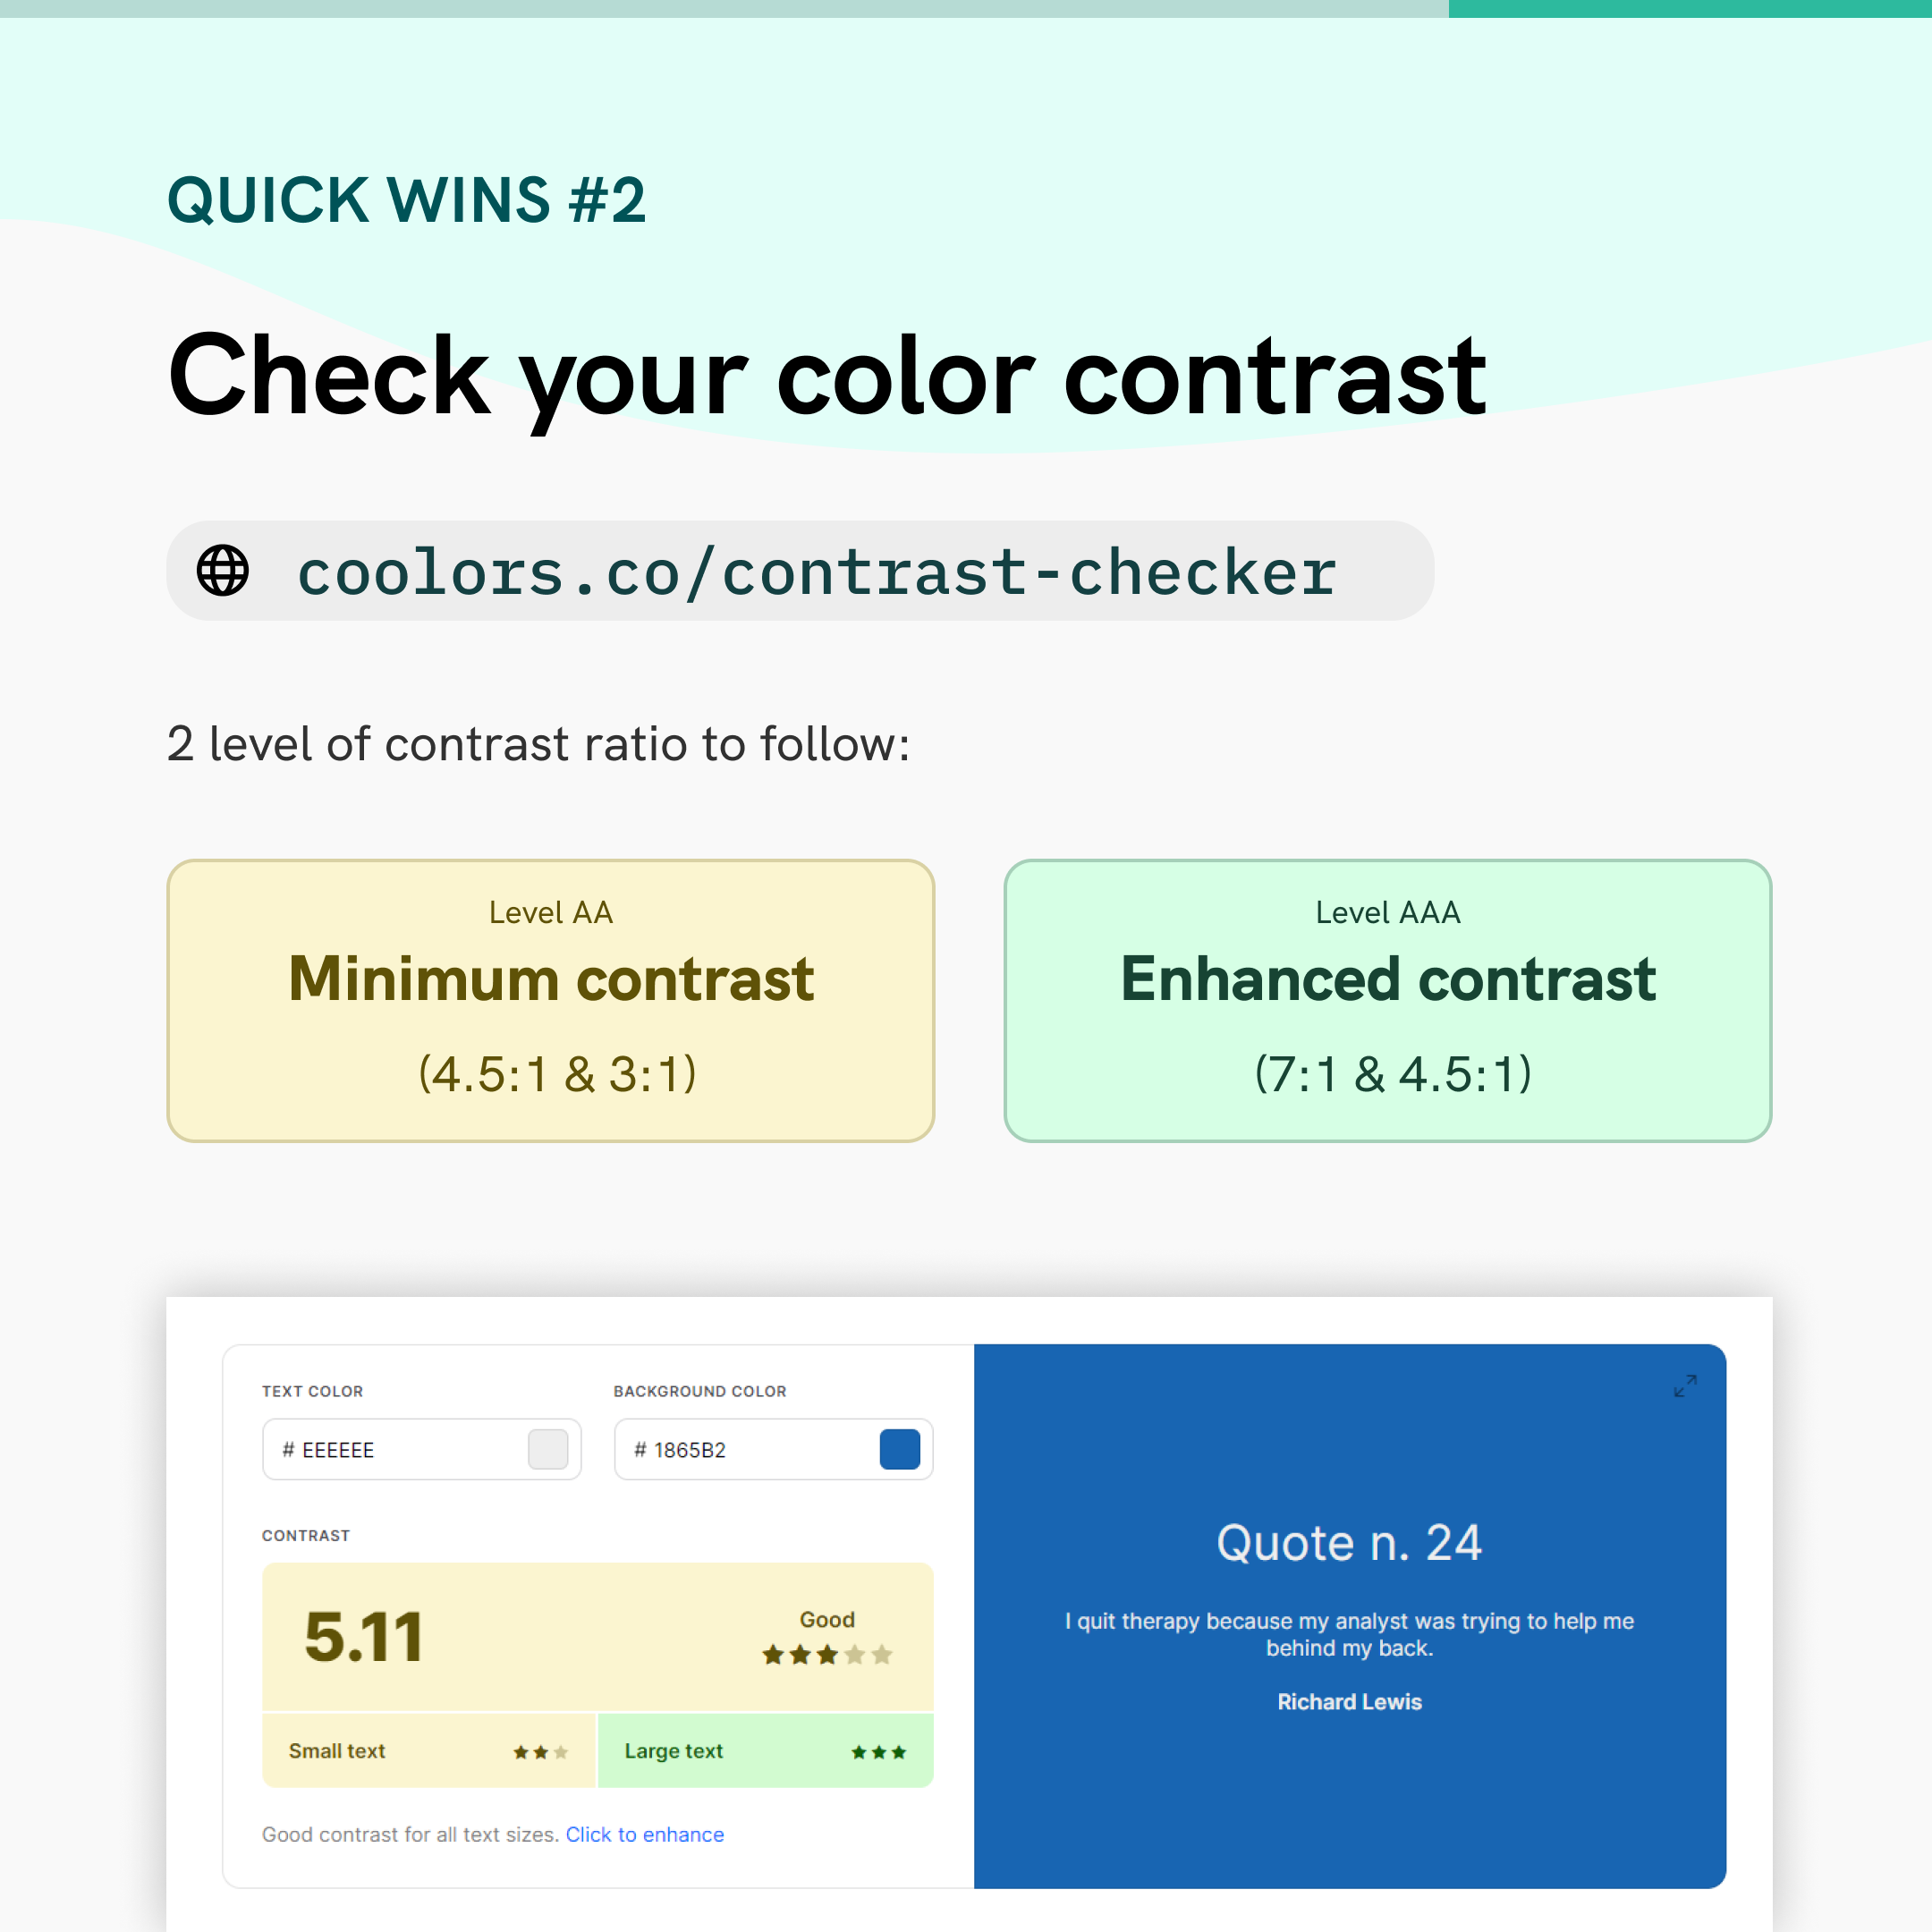 QUICK WINS #2
Check your color contrast
coolors.co/contrast-checker
2 level of contrast ratio to follow:
Level AA
Minimum contrast
(4.5:1 & 3:1)
Level AAA
Enhanced contrast
(7:1 & 4.5:1)
TEXT COLOR
# EEEEEE
BACKGROUND COLOR
# 1865B2
CONTRAST
5.11
Good
Small text
Large text
Good contrast for all text sizes. Click to enhance
Quote n. 24
I quit therapy because my analyst was trying to help me
behind my back.
Richard Lewis